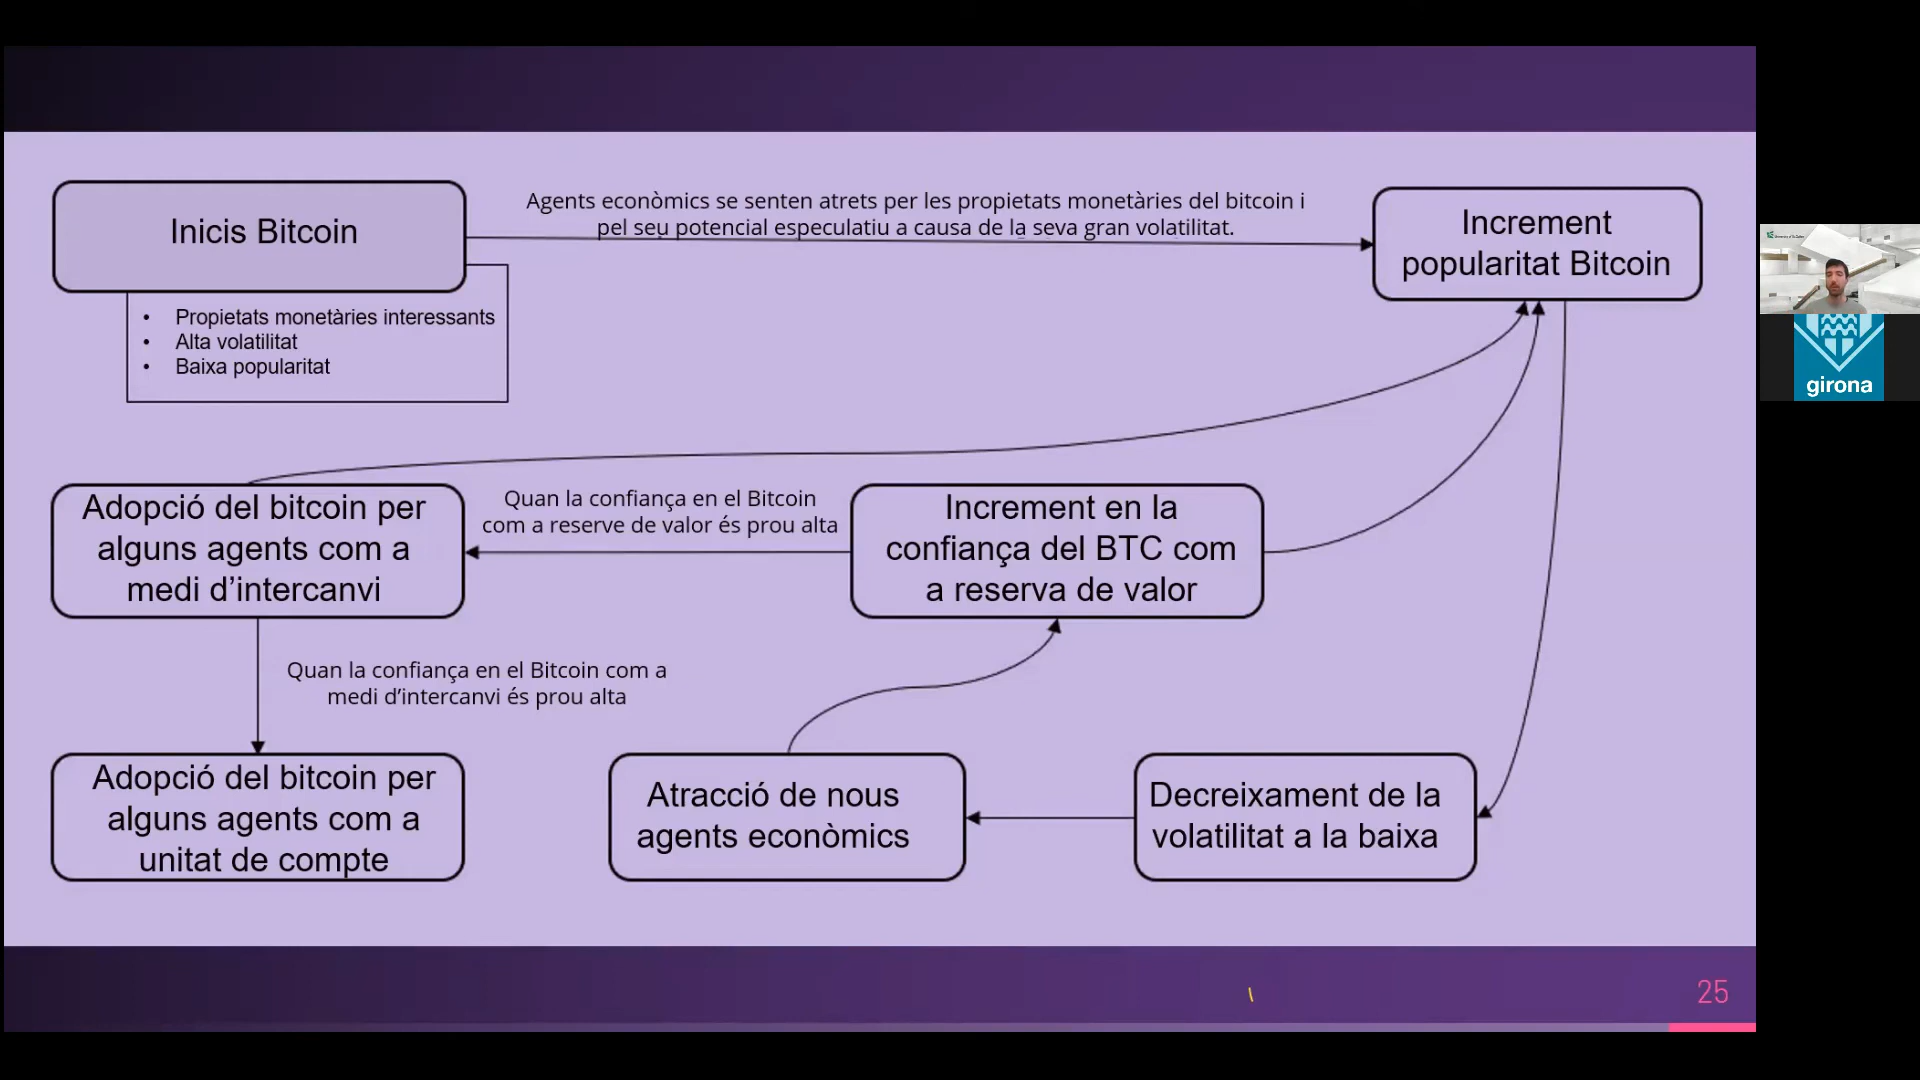 Inicis Bitcoin
• Propietats monetàries interessants
• Alta volatilitat
• Baixa popularitat
Agents econòmics se senten atrets per les propietats monetàries del bitcoin i
pel seu potencial especulatiu a causa de la seva gran volatilitat.
Increment
popularitat Bitcoin
Adopció del bitcoin per
alguns agents com a
medi d’intercanvi
Quan la confiança en el Bitcoin
com a reserve de valor és prou alta
Increment en la
confiança del BTC com
a reserva de valor
Quan la confiança en el Bitcoin com a
medi d’intercanvi és prou alta
Adopció del bitcoin per
alguns agents com a
unitat de compte
Atracció de nous
agents econòmics
Decreixament de la
volatilitat a la baixa
25
girona